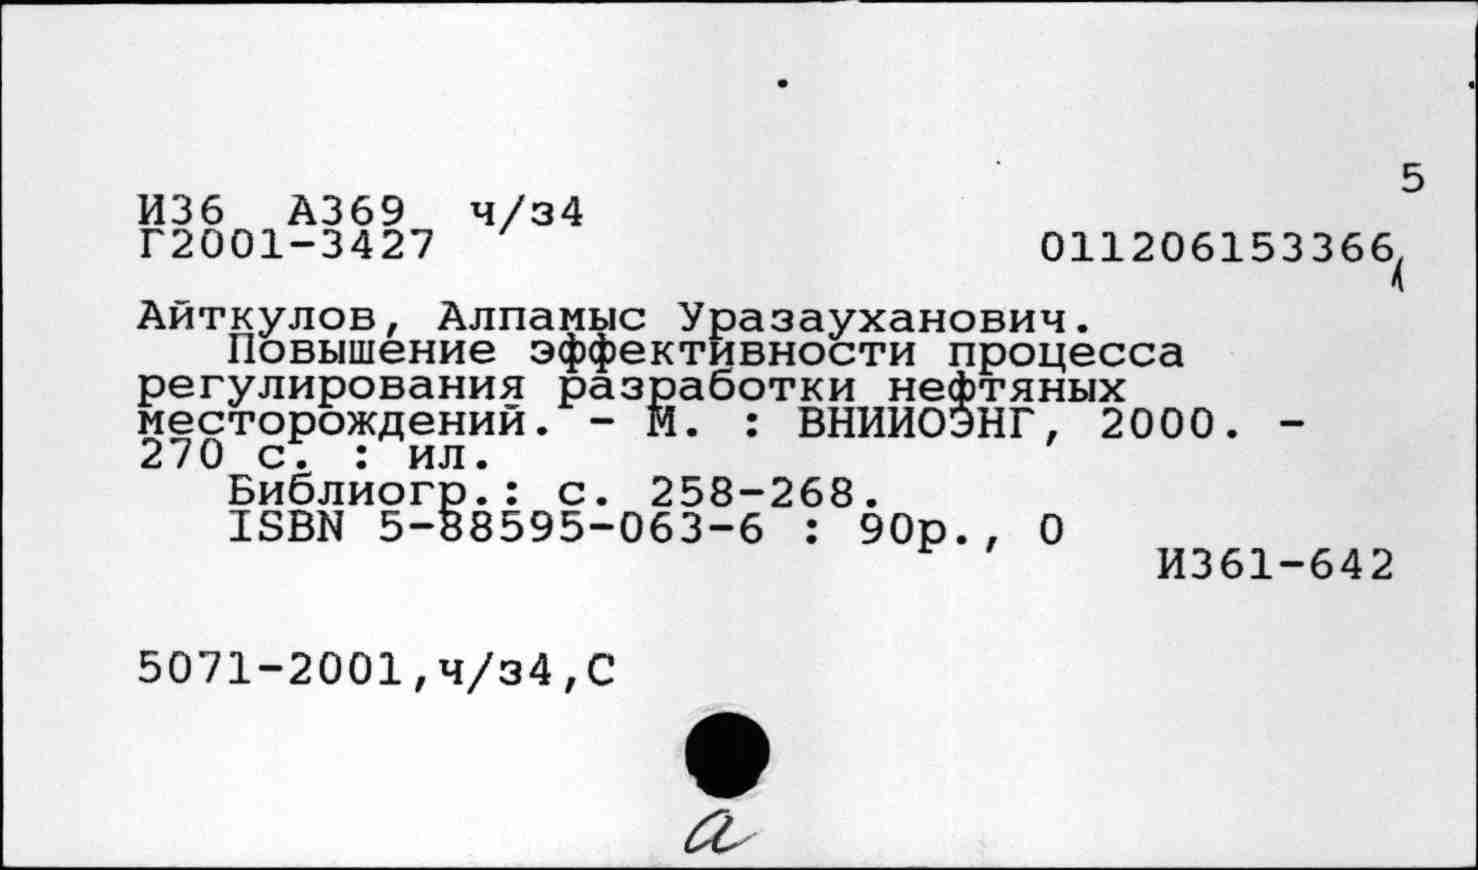 5
И36 А369 ч/з4
Г2001-3427
011206153366
Айткулов, Алпамыс Уразауханович.
Повышение эффективности процесса
регулирования разработки нефтяных
месторождений. - М. : ВНИИОЭНГ, 2000. -
270 с. : ил.
Библиогр.: с. 258-268.
ISBN 5-88595-063-6 : 90р., 0
И361-642
5071-2001,ч/з4,С
а